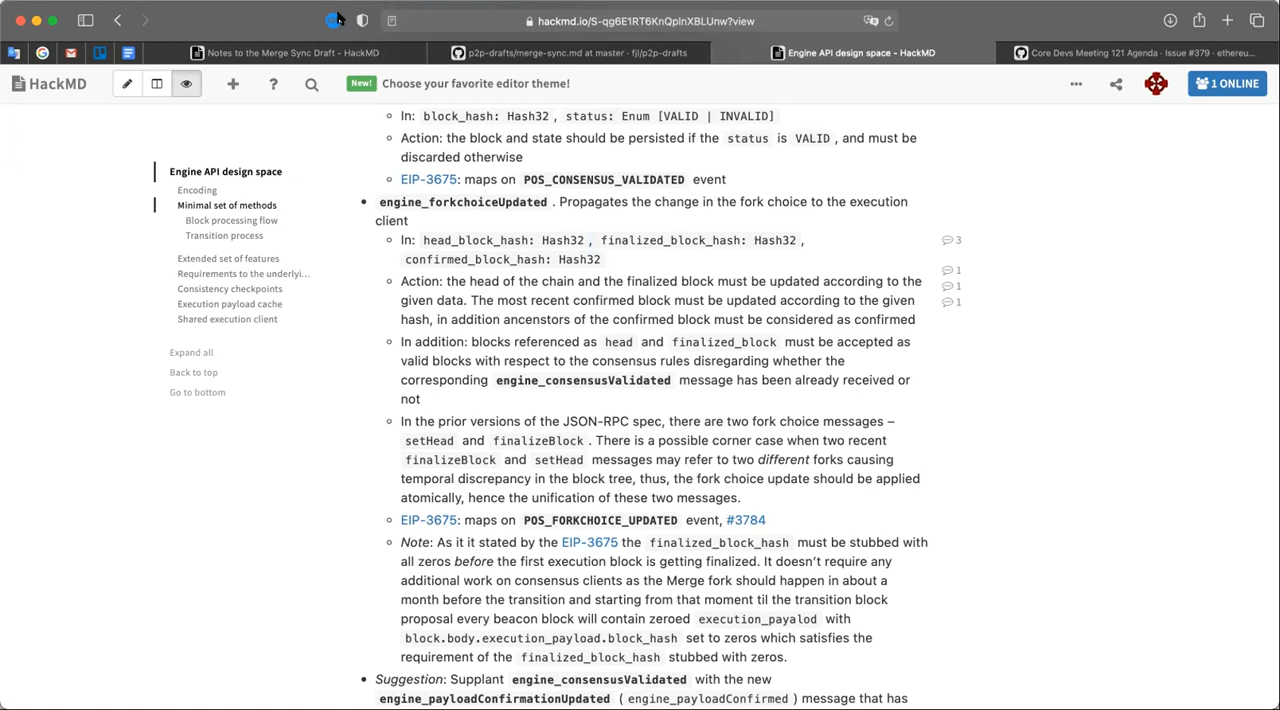 hackmd.io/S-qg6E1RT6KnQplnXBLUnw?view
Notes to the Merge Sync Draft - HackMD
p2p-drafts/merge-sync.md at master · fjl/p2p-drafts
Engine API design space - HackMD
Core Devs Meeting 121 Agenda · Issue #379 · ethereu...
HackMD
New! Choose your favorite editor theme!
1 ONLINE
Engine API design space
Encoding
Minimal set of methods
Block processing flow
Transition process
Extended set of features
Requirements to the underlyi...
Consistency checkpoints
Execution payload cache
Shared execution client
Expand all
Back to top
Go to bottom
In: block_hash: Hash32, status: Enum [VALID | INVALID]
Action: the block and state should be persisted if the status is VALID, and must be
discarded otherwise
EIP-3675: maps on POS_CONSENSUS_VALIDATED event
engine_forkchoiceUpdated. Propagates the change in the fork choice to the execution
client
In: head_block_hash: Hash32, finalized_block_hash: Hash32,
confirmed_block_hash: Hash32
Action: the head of the chain and the finalized block must be updated according to the
given data. The most recent confirmed block must be updated according to the given
hash, in addition ancenstors of the confirmed block must be considered as confirmed
In addition: blocks referenced as head and finalized_block must be accepted as
valid blocks with respect to the consensus rules disregarding whether the
corresponding engine_consensusValidated message has been already received or
not
In the prior versions of the JSON-RPC spec, there are two fork choice messages –
setHead and finalizeBlock. There is a possible corner case when two recent
finalizeBlock and setHead messages may refer to two different forks causing
temporal discrepancy in the block tree, thus, the fork choice update should be applied
atomically, hence the unification of these two messages.
EIP-3675: maps on POS_FORKCHOICE_UPDATED event, #3784
Note: As it it stated by the EIP-3675 the finalized_block_hash must be stubbed with
all zeros before the first execution block is getting finalized. It doesn't require any
additional work on consensus clients as the Merge fork should happen in about a
month before the transition and starting from that moment til the transition block
proposal every beacon block will contain zeroed execution_payalod with
block.body.execution_payload.block_hash set to zeros which satisfies the
requirement of the finalized_block_hash stubbed with zeros.
Suggestion: Supplant engine_consensusValidated with the new
engine_payloadConfirmationUpdated (engine_payloadConfirmed) message that has
3
1
1
1